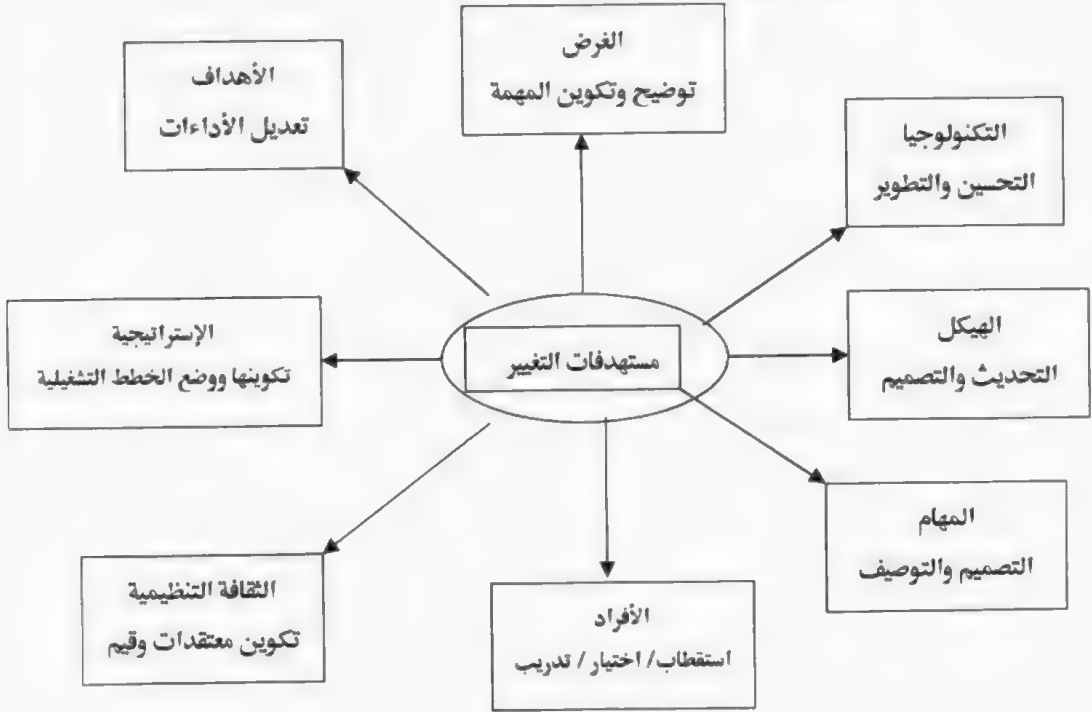 الغرض
توضيح وتكوين المهمة
الأهداف
تعديل الأداءات
التكنولوجيا
التحسين والتطوير
الهيكل
التحديث والتصميم
مستهدفات التغيير
الإستراتيجية
تكوينها ووضع الخطط التشغيلية
المهام
التصميم والتوصيف
الثقافة التنظيمية
تكوين معتقدات وقيم
الأفراد
استقطاب/ اختيار / تدريب